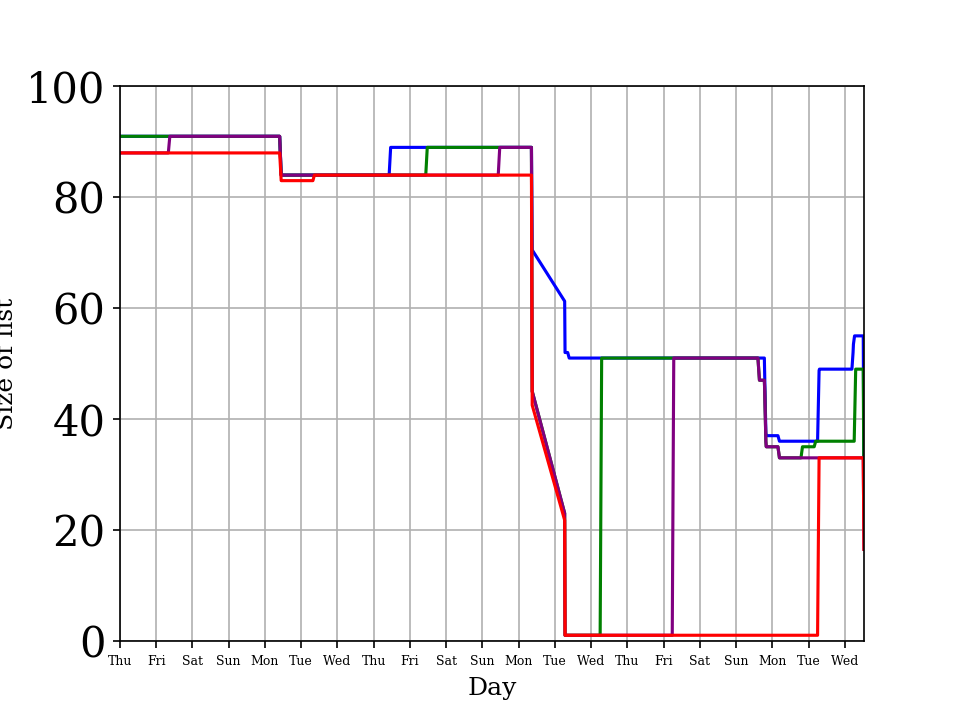 100
80
60
40
20
0
Size of list
Thu Fri Sat Sun Mon Tue Wed Thu Fri Sat Sun Mon Tue Wed Thu Fri Sat Sun Mon Tue Wed
Day